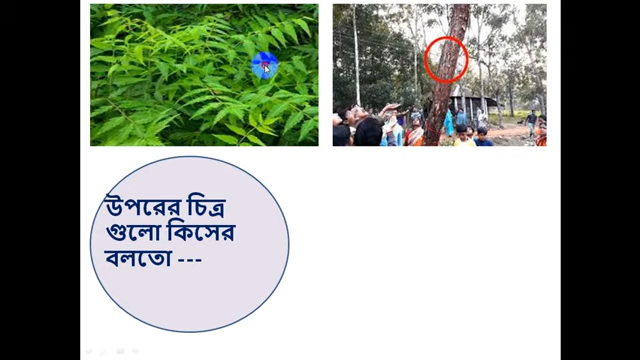 উপরের চিত্র
গুলো কিসের
বলতো ---